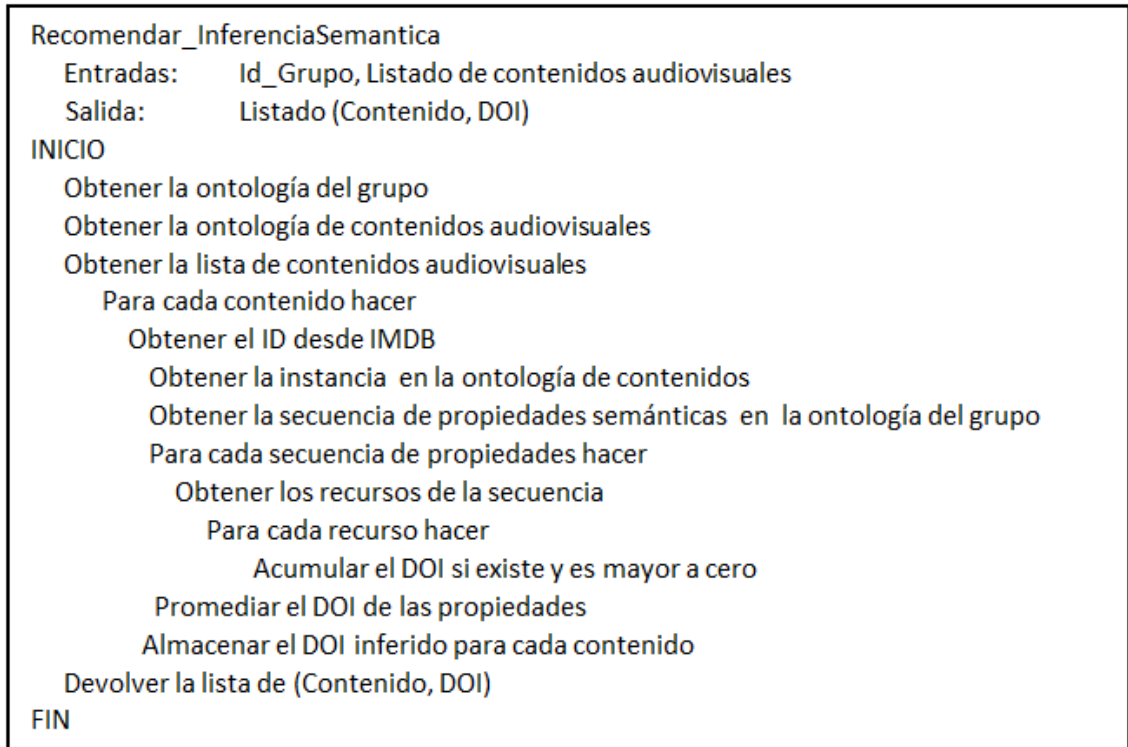 Recomendar_InferenciaSemantica
Entradas: Id_Grupo, Listado de contenidos audiovisuales
Salida: Listado (Contenido, DOI)
INICIO
Obtener la ontología del grupo
Obtener la ontología de contenidos audiovisuales
Obtener la lista de contenidos audiovisuales
Para cada contenido hacer
Obtener el ID desde IMDB
Obtener la instancia en la ontología de contenidos
Obtener la secuencia de propiedades semánticas en la ontología del grupo
Para cada secuencia de propiedades hacer
Obtener los recursos de la secuencia
Para cada recurso hacer
Acumular el DOI si existe y es mayor a cero
Promediar el DOI de las propiedades
Almacenar el DOI inferido para cada contenido
Devolver la lista de (Contenido, DOI)
FIN